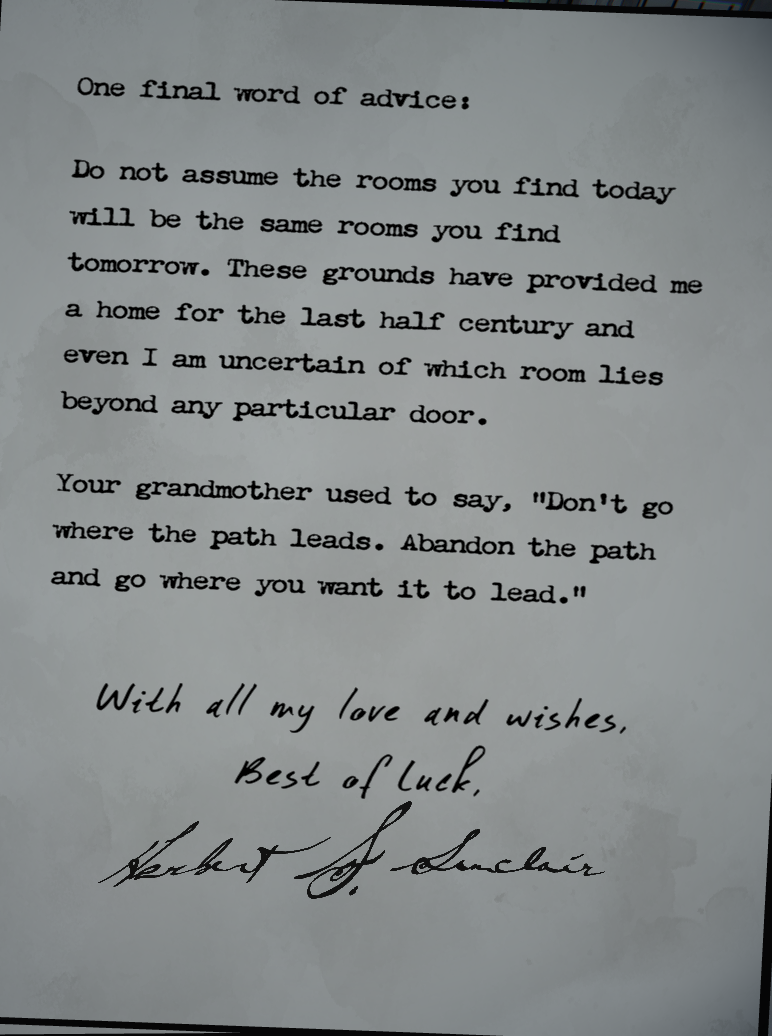 One final word of advice:
Do not assume the rooms you find today
will be the same rooms you find
tomorrow. These grounds have provided me
a home for the last half century and
even I am uncertain of which room lies
beyond any particular door.
Your grandmother used to say, "Don't go
where the path leads. Abandon the path
and go where you want it to lead."
With all my love and wishes,
Best of luck,
Herbert S. Sinclair